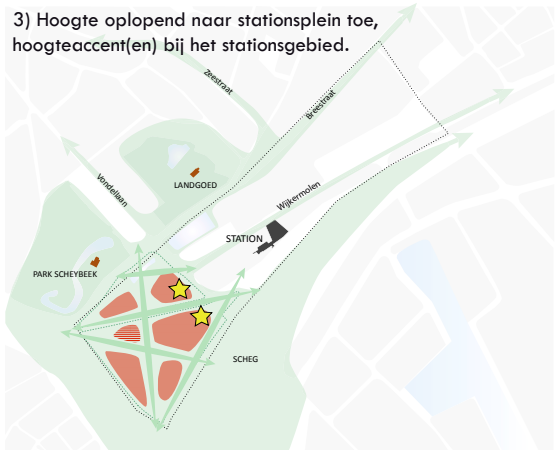 3) Hoogte oplopend naar stationsplein toe,
hoogteaccent(en) bij het stationsgebied.
Zeestraat
Breestraat
Vondellaan
LANDGOED
Wijkermolen
STATION
PARK SCHEYBEEK
SCHEG